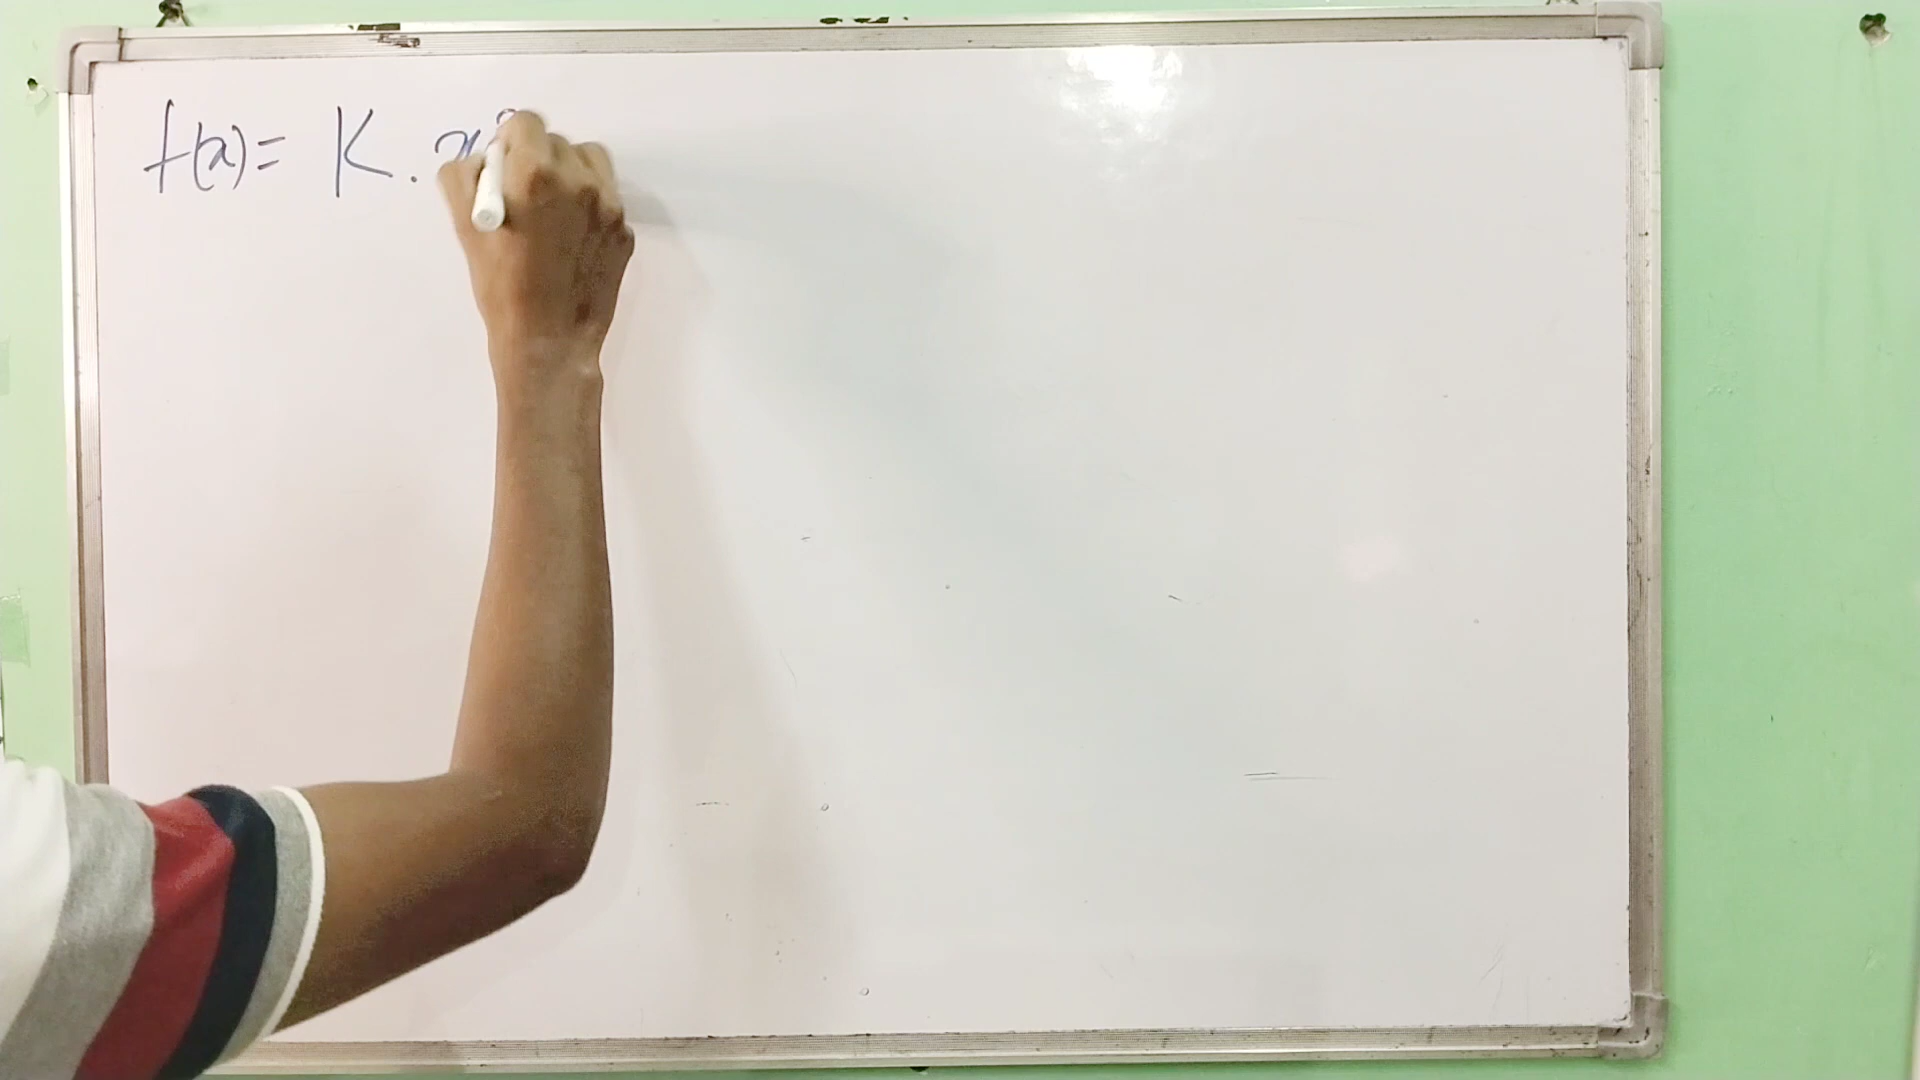 f(x) = K . x